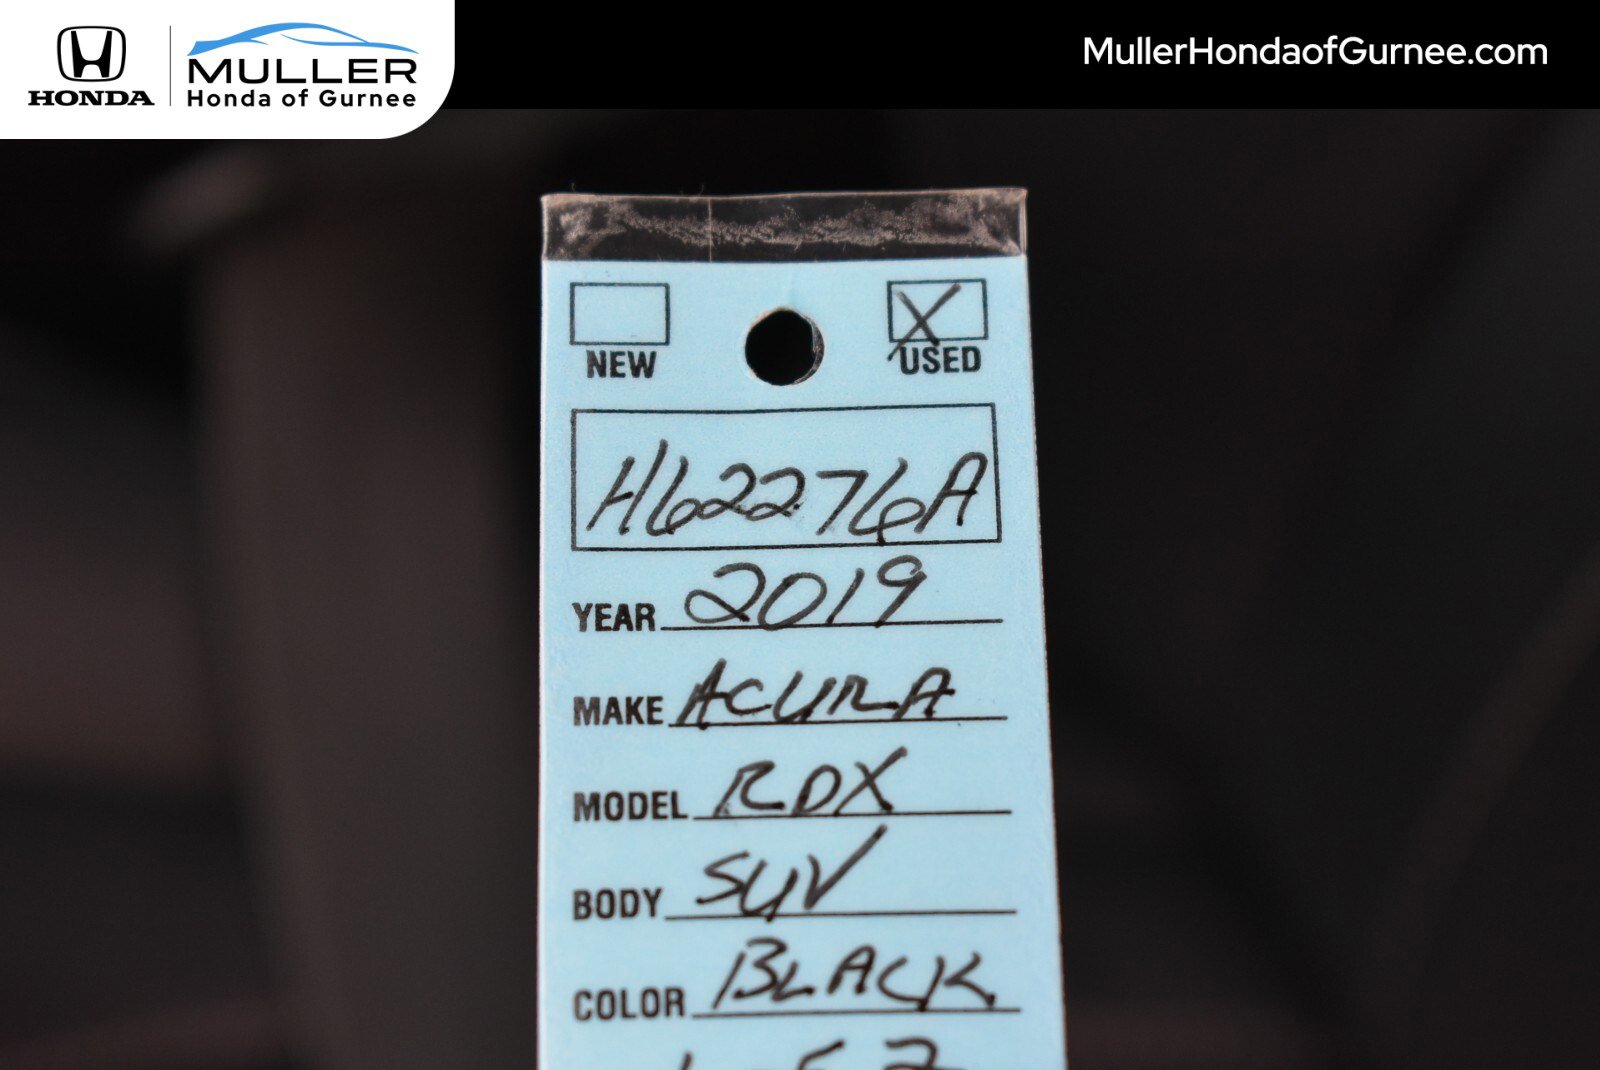 HONDA
MULLER
Honda of Gurnee
MullerHondaofGurnee.com
NEW
X
USED
H62276A
YEAR 2019
MAKE ACURA
MODEL RDX
BODY SUV
COLOR BLACK